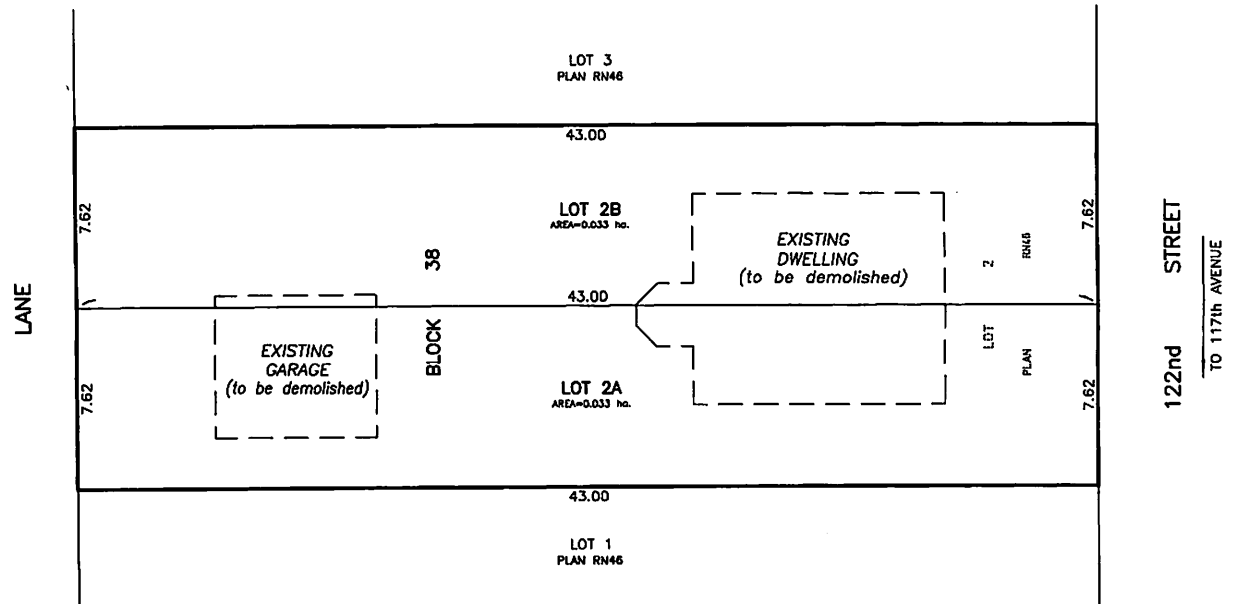 LOT 3
PLAN RN46
43.00
7.62
LOT 2B
AREA=0.033 ha.
EXISTING
DWELLING
(to be demolished)
2
RN46
7.62
122nd STREET
TO 117th AVENUE
LANE
BLOCK 38
43.00
EXISTING
GARAGE
(to be demolished)
7.62
LOT 2A
AREA=0.033 ha.
LOT
PLAN
7.62
43.00
LOT 1
PLAN RN46